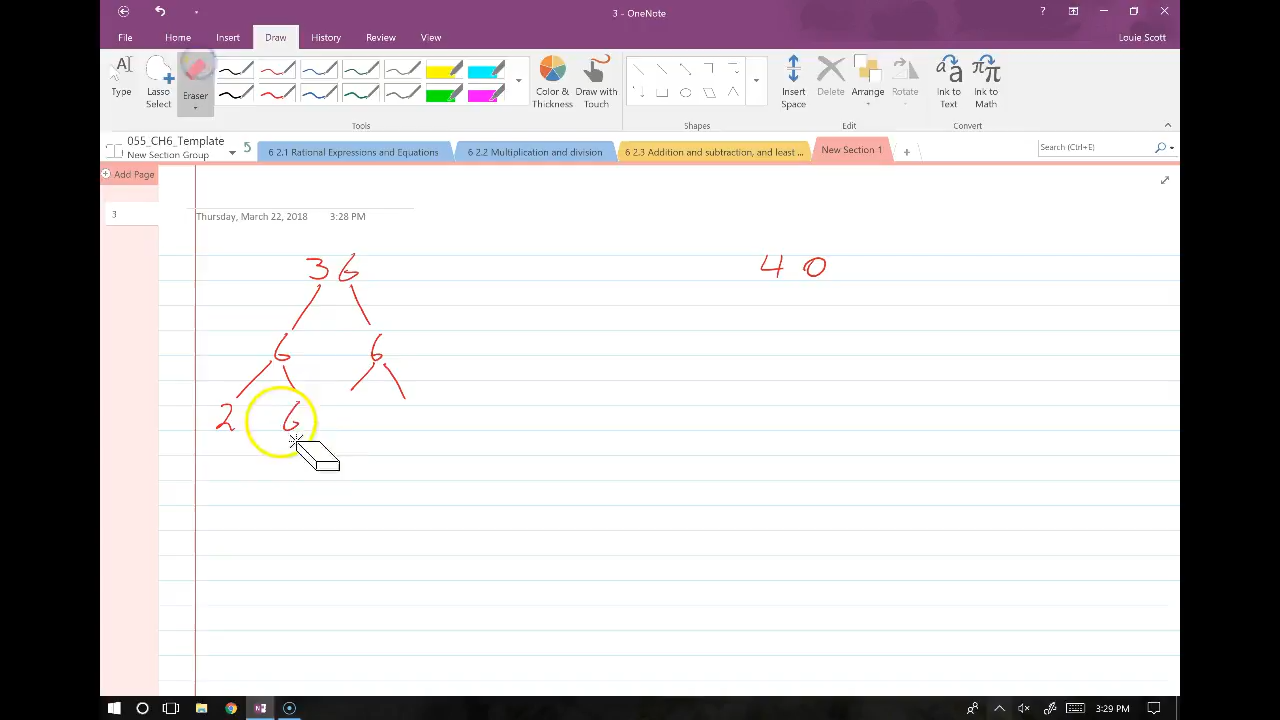 3 - OneNote
?
Louie Scott
File Home Insert Draw History Review View
Type
Lasso Select
Eraser
Color & Thickness
Draw with Touch
Insert Space
Delete
Arrange
Rotate
Ink to Text
Ink to Math
Tools
Shapes
Edit
Convert
055_CH6_Template
New Section Group
6 2.1 Rational Expressions and Equations
6 2.2 Multiplication and division
6 2.3 Addition and subtraction, and least ...
New Section 1
Search (Ctrl+E)
Add Page
3
Thursday, March 22, 2018 3:28 PM
36 40
6 6
2 6
3:29 PM